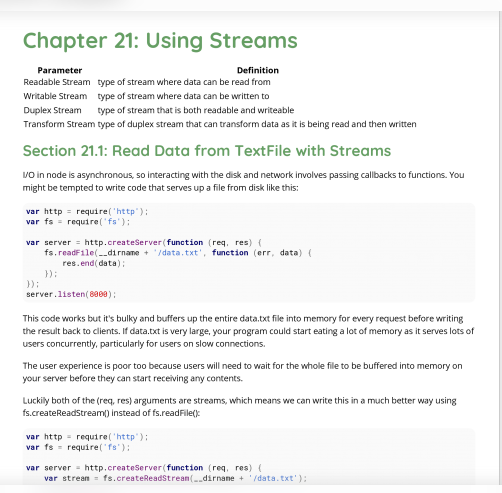 Chapter 21: Using Streams
Parameter Definition
Readable Stream type of stream where data can be read from
Writable Stream type of stream where data can be written to
Duplex Stream type of stream that is both readable and writeable
Transform Stream type of duplex stream that can transform data as it is being read and then written
Section 21.1: Read Data from TextFile with Streams
I/O in node is asynchronous, so interacting with the disk and network involves passing callbacks to functions. You
might be tempted to write code that serves up a file from disk like this:
var http = require('http');
var fs = require('fs');
var server = http.createServer(function (req, res) {
    fs.readFile(__dirname + '/data.txt', function (err, data) {
        res.end(data);
    });
});
server.listen(8000);
This code works but it's bulky and buffers up the entire data.txt file into memory for every request before writing
the result back to clients. If data.txt is very large, your program could start eating a lot of memory as it serves lots of
users concurrently, particularly for users on slow connections.
The user experience is poor too because users will need to wait for the whole file to be buffered into memory on
your server before they can start receiving any contents.
Luckily both of the (req, res) arguments are streams, which means we can write this in a much better way using
fs.createReadStream() instead of fs.readFile():
var http = require('http');
var fs = require('fs');
var server = http.createServer(function (req, res) {
    var stream = fs.createReadStream(__dirname + '/data.txt');